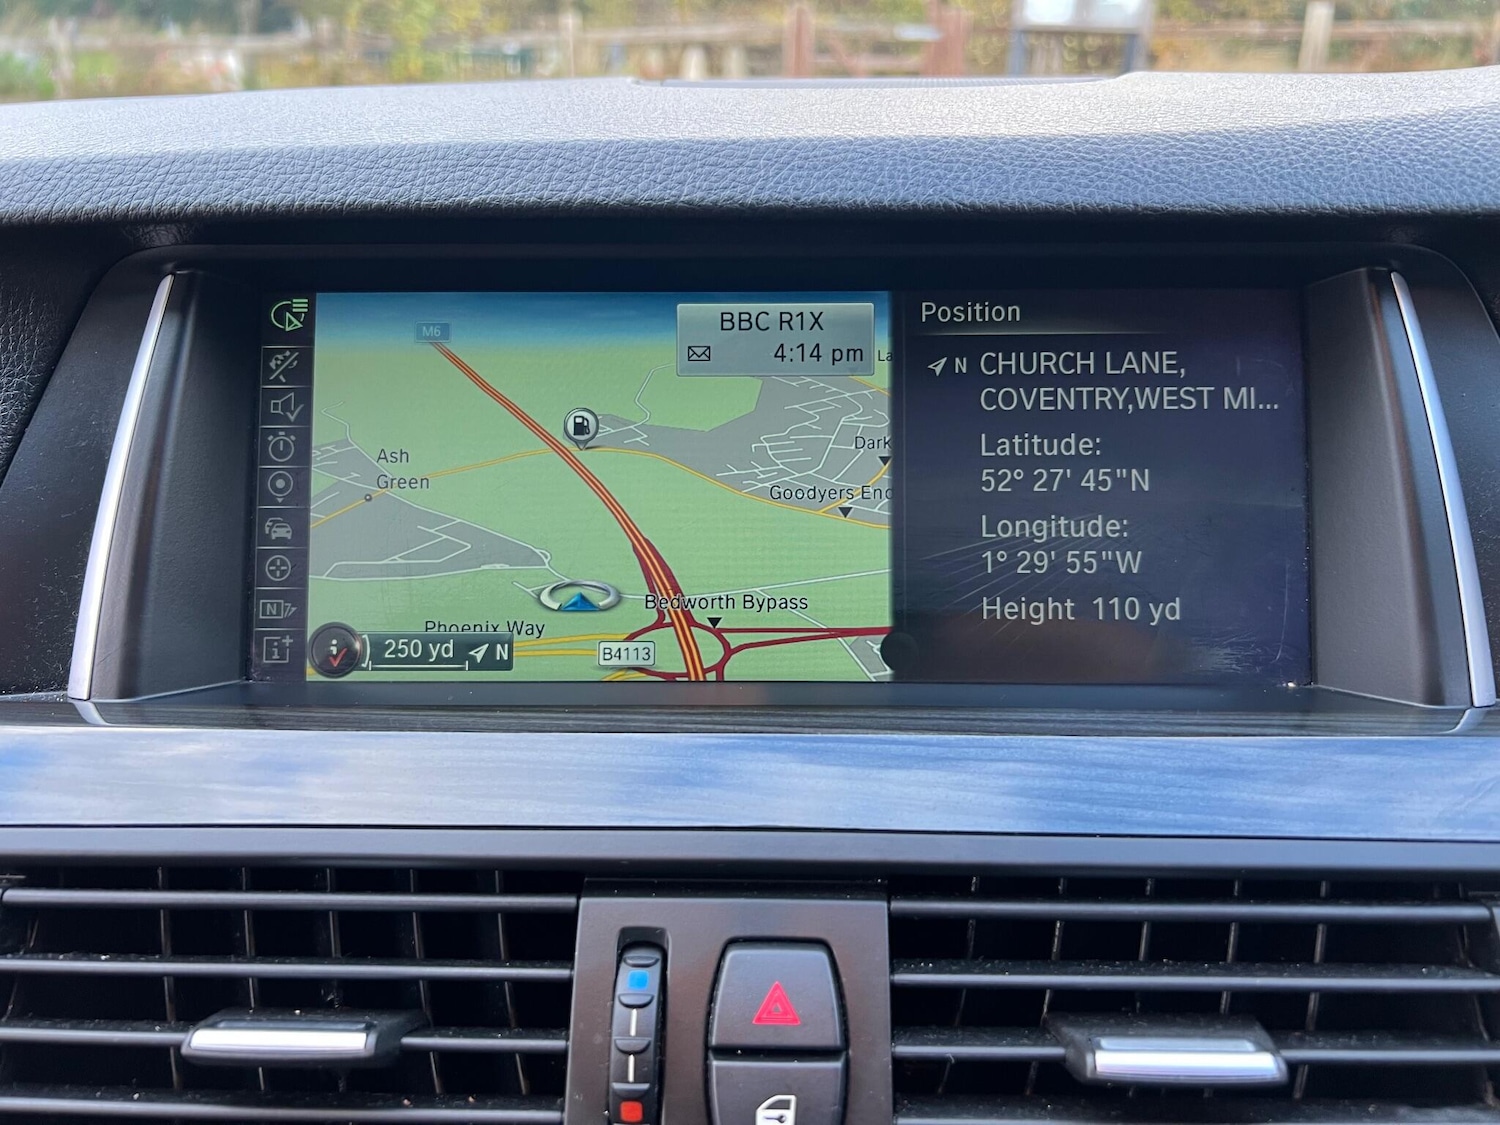 M6
BBC R1X
4:14 pm
La
Ash
Green
Dark
Goodyers End
Bedworth Bypass
Phoenix Way
B4113
250 yd
N
Position
N CHURCH LANE,
COVENTRY,WEST MI...
Latitude:
52° 27' 45"N
Longitude:
1° 29' 55"W
Height 110 yd